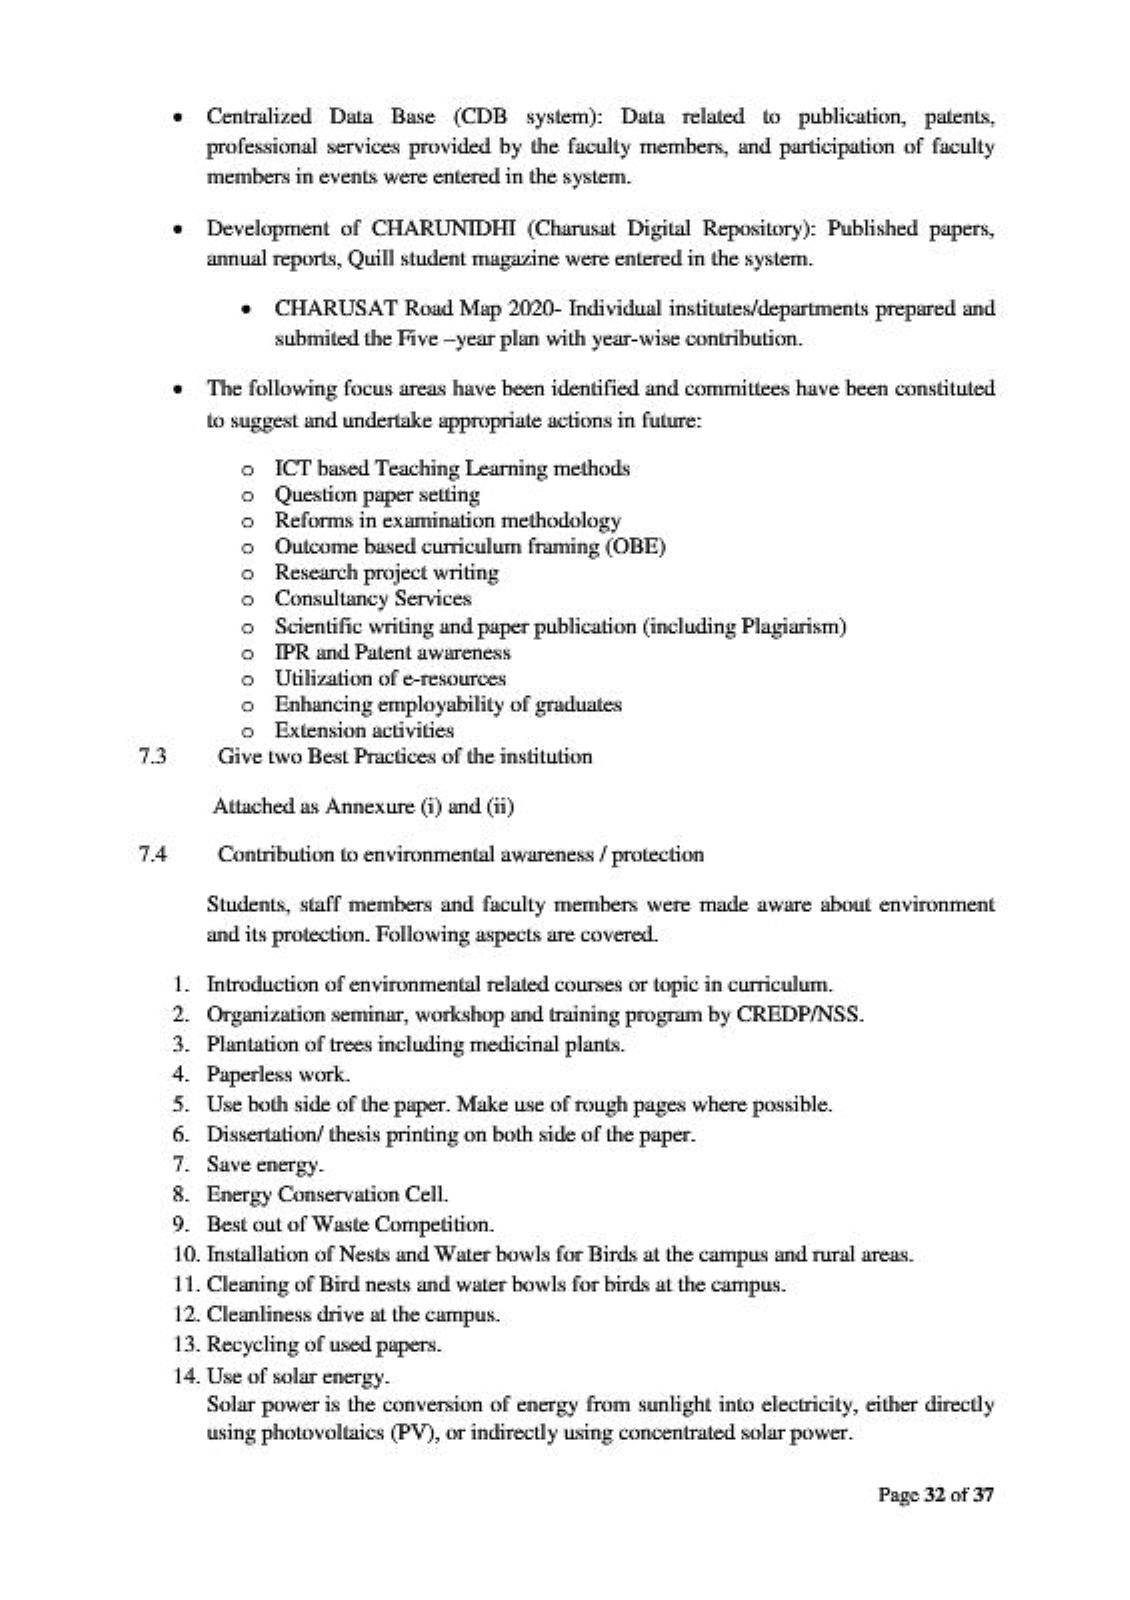 • Centralized Data Base (CDB system): Data related to publication, patents,
professional services provided by the faculty members, and participation of faculty
members in events were entered in the system.
• Development of CHARUNIDHI (Charusat Digital Repository): Published papers,
annual reports, Quill student magazine were entered in the system.
• CHARUSAT Road Map 2020- Individual institutes/departments prepared and
submited the Five –year plan with year-wise contribution.
• The following focus areas have been identified and committees have been constituted
to suggest and undertake appropriate actions in future:
o ICT based Teaching Learning methods
o Question paper setting
o Reforms in examination methodology
o Outcome based curriculum framing (OBE)
o Research project writing
o Consultancy Services
o Scientific writing and paper publication (including Plagiarism)
o IPR and Patent awareness
o Utilization of e-resources
o Enhancing employability of graduates
o Extension activities
7.3 Give two Best Practices of the institution
Attached as Annexure (i) and (ii)
7.4 Contribution to environmental awareness / protection
Students, staff members and faculty members were made aware about environment
and its protection. Following aspects are covered.
1. Introduction of environmental related courses or topic in curriculum.
2. Organization seminar, workshop and training program by CREDP/NSS.
3. Plantation of trees including medicinal plants.
4. Paperless work.
5. Use both side of the paper. Make use of rough pages where possible.
6. Dissertation/ thesis printing on both side of the paper.
7. Save energy.
8. Energy Conservation Cell.
9. Best out of Waste Competition.
10. Installation of Nests and Water bowls for Birds at the campus and rural areas.
11. Cleaning of Bird nests and water bowls for birds at the campus.
12. Cleanliness drive at the campus.
13. Recycling of used papers.
14. Use of solar energy.
Solar power is the conversion of energy from sunlight into electricity, either directly
using photovoltaics (PV), or indirectly using concentrated solar power.
Page 32 of 37